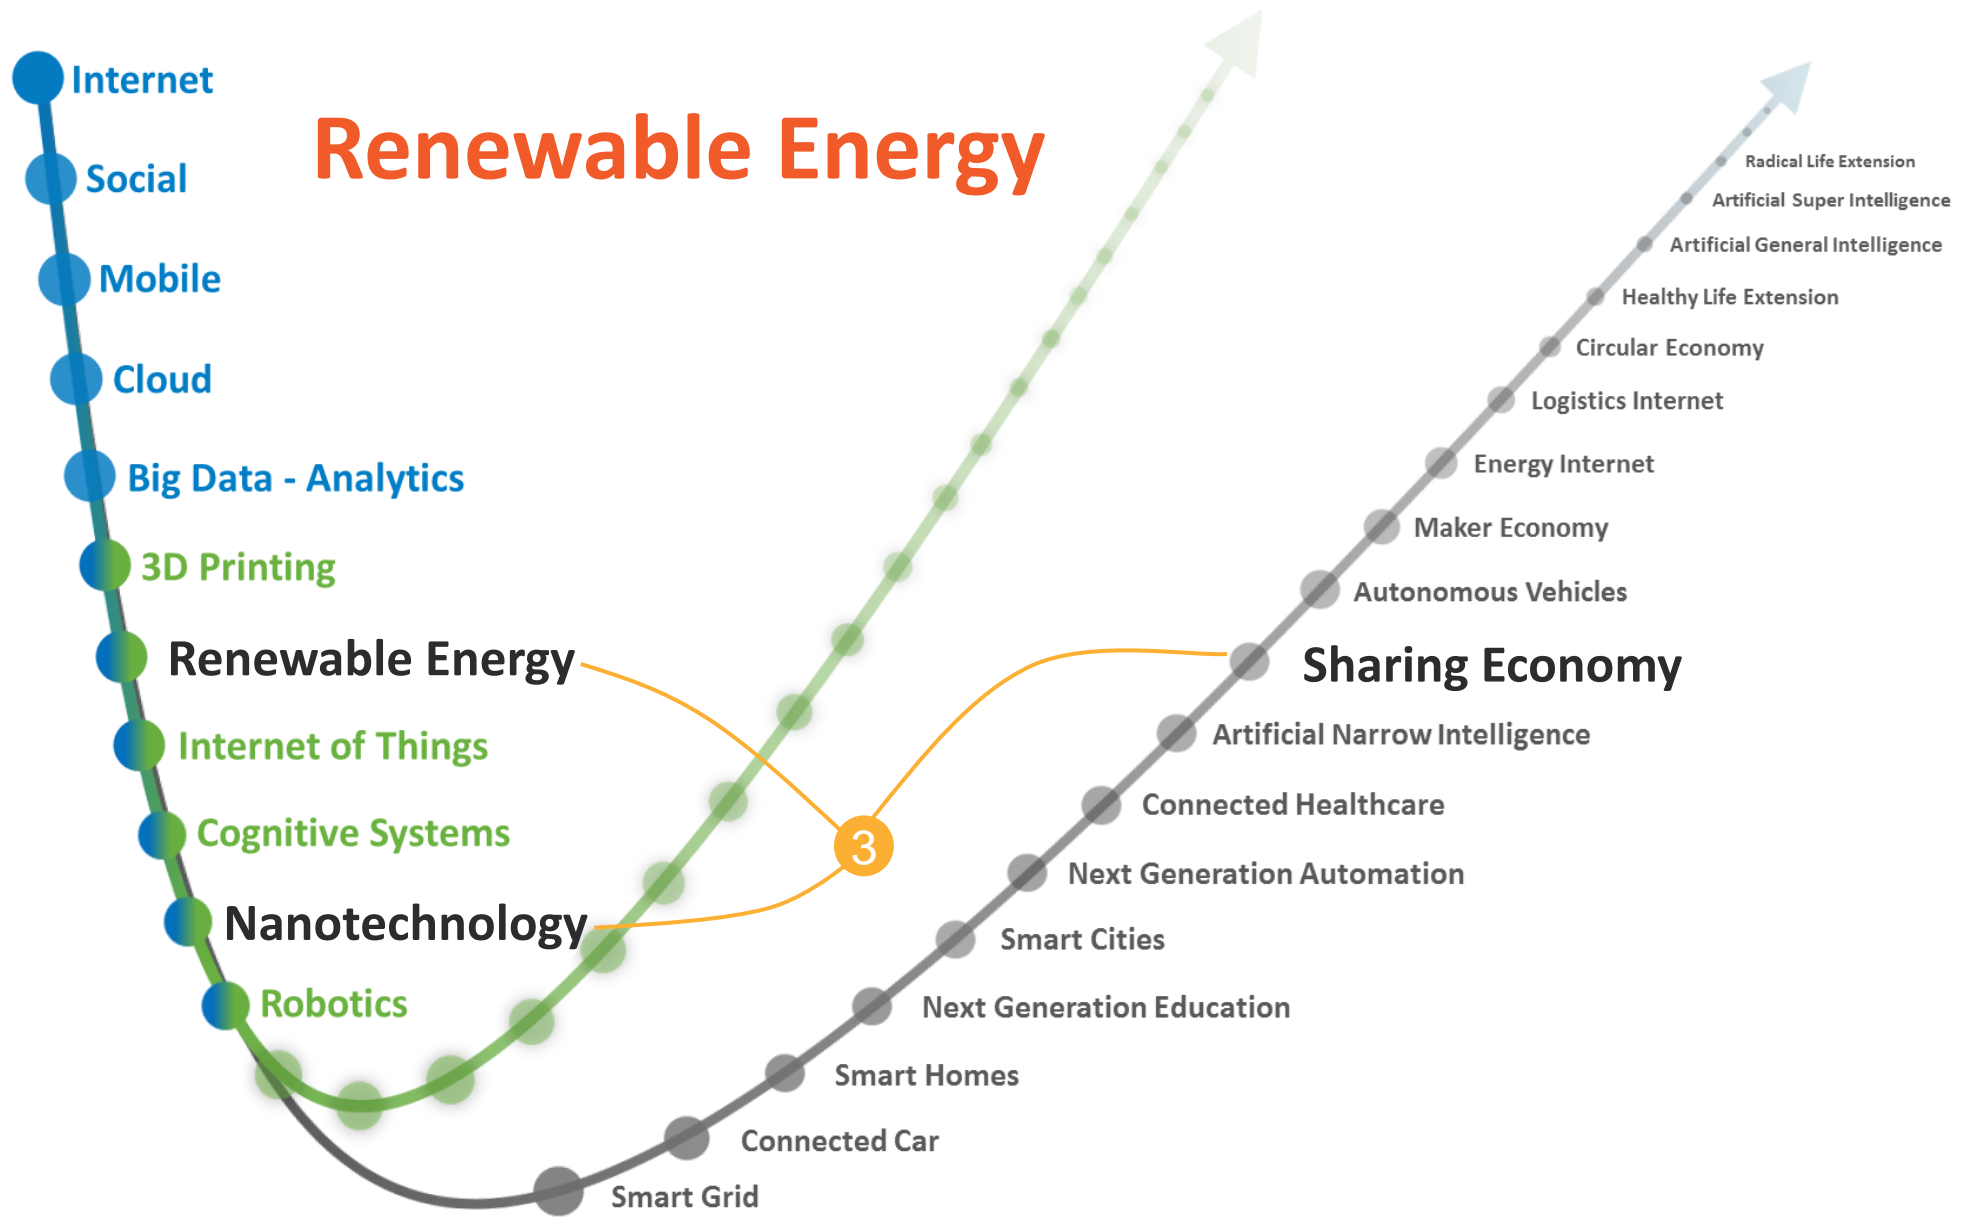 Renewable Energy
Internet
Social
Mobile
Cloud
Big Data - Analytics
3D Printing
Renewable Energy
Internet of Things
Cognitive Systems
Nanotechnology
Robotics
3
Radical Life Extension
Artificial Super Intelligence
Artificial General Intelligence
Healthy Life Extension
Circular Economy
Logistics Internet
Energy Internet
Maker Economy
Autonomous Vehicles
Sharing Economy
Artificial Narrow Intelligence
Connected Healthcare
Next Generation Automation
Smart Cities
Next Generation Education
Smart Homes
Connected Car
Smart Grid